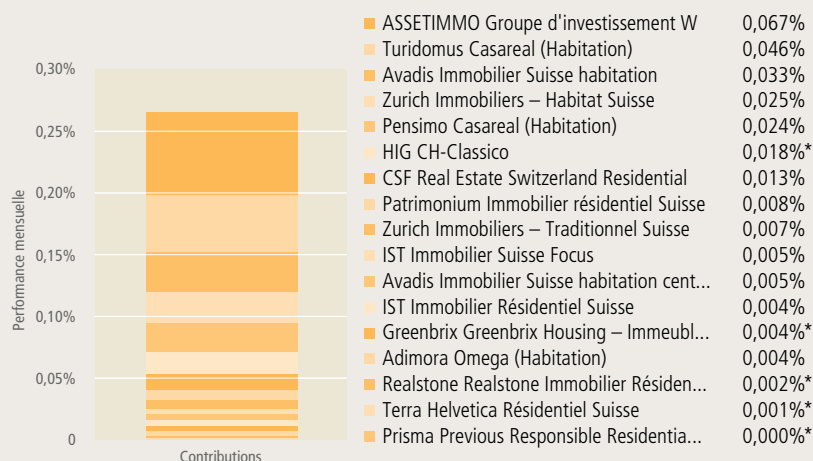 ASSETIMMO Groupe d'investissement W 0,067%
Turidomus Casareal (Habitation) 0,046%
Avadis Immobilier Suisse habitation 0,033%
Zurich Immobiliers – Habitat Suisse 0,025%
Pensimo Casareal (Habitation) 0,024%
HIG CH-Classico 0,018%*
CSF Real Estate Switzerland Residential 0,013%
Patrimonium Immobilier résidentiel Suisse 0,008%
Zurich Immobiliers – Traditionnel Suisse 0,007%
IST Immobilier Suisse Focus 0,005%
Avadis Immobilier Suisse habitation cent... 0,005%
IST Immobilier Résidentiel Suisse 0,004%
Greenbrix Greenbrix Housing – Immeubl... 0,004%*
Adimora Omega (Habitation) 0,004%
Realstone Realstone Immobilier Résiden... 0,002%*
Terra Helvetica Résidentiel Suisse 0,001%*
Prisma Previous Responsible Residentia... 0,000%*
Performance mensuelle
0,30%
0,25%
0,20%
0,15%
0,10%
0,05%
0
Contributions